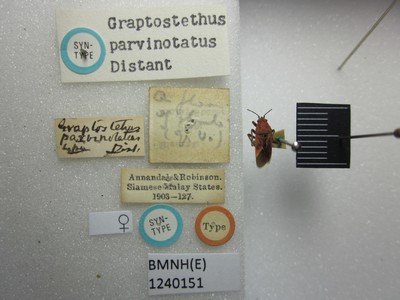 Graptostethus
parvinotatus
Distant
SYN-
TYPE
Graptostethus
parvinotatus
type Dist.
Annandale&Robinson.
Siamese-Malay States.
1903—127.
♀
SYN-
TYPE
Type
BMNH(E)
1240151